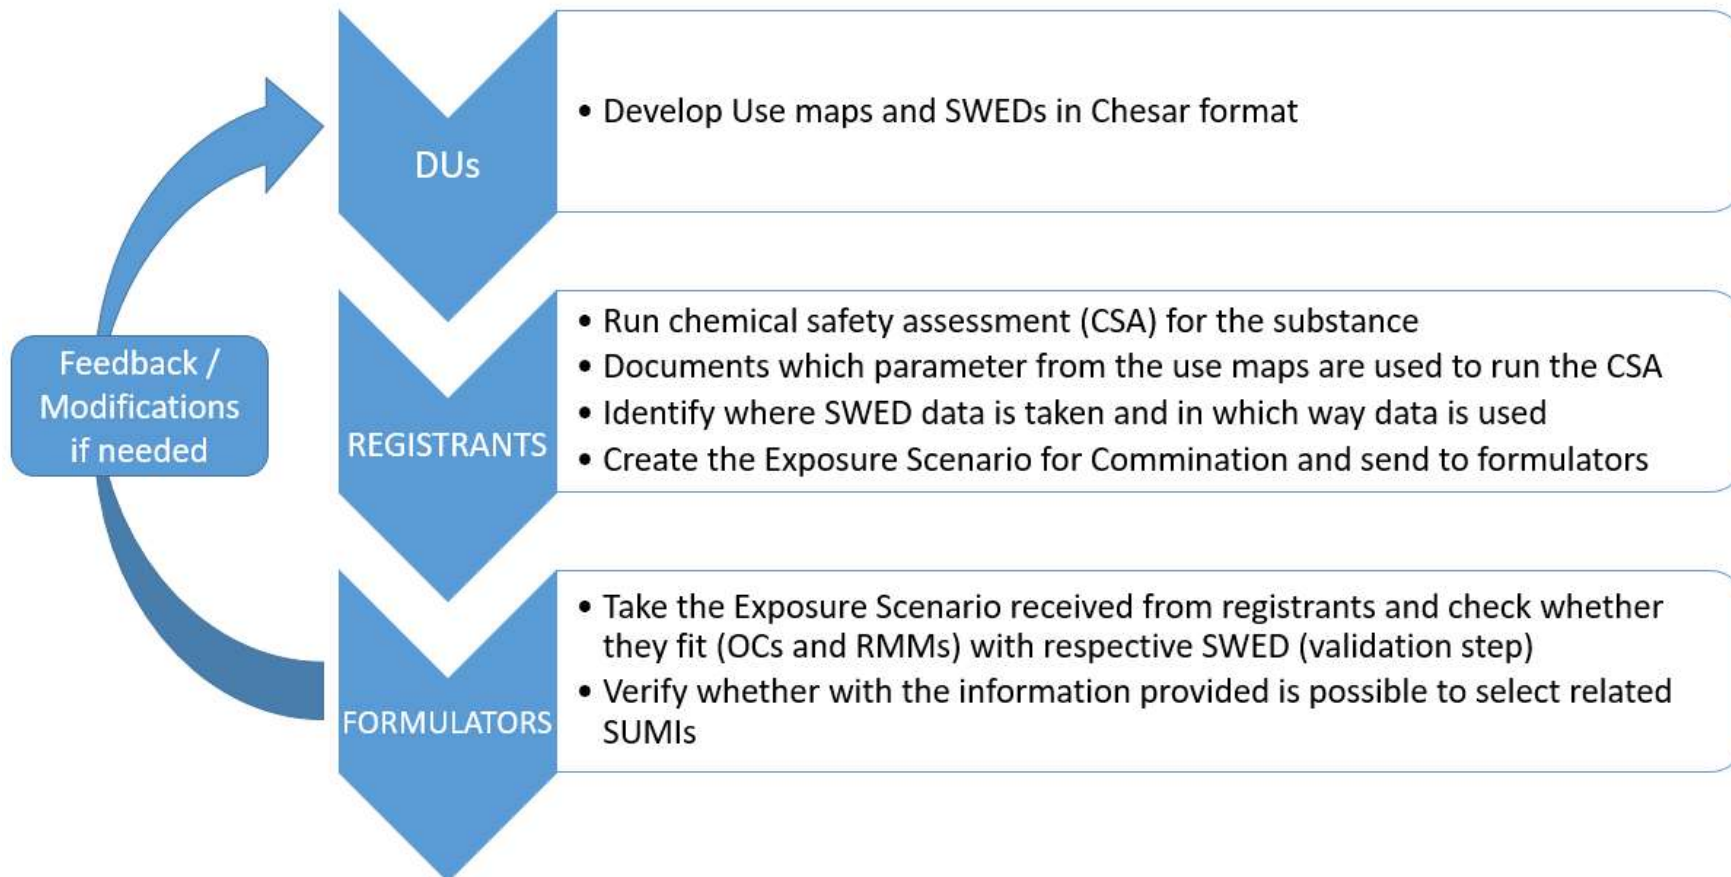 DUs
• Develop Use maps and SWEDs in Chesar format
Feedback /
Modifications
if needed
REGISTRANTS
• Run chemical safety assessment (CSA) for the substance
• Documents which parameter from the use maps are used to run the CSA
• Identify where SWED data is taken and in which way data is used
• Create the Exposure Scenario for Commination and send to formulators
FORMULATORS
• Take the Exposure Scenario received from registrants and check whether
they fit (OCs and RMMs) with respective SWED (validation step)
• Verify whether with the information provided is possible to select related
SUMIs